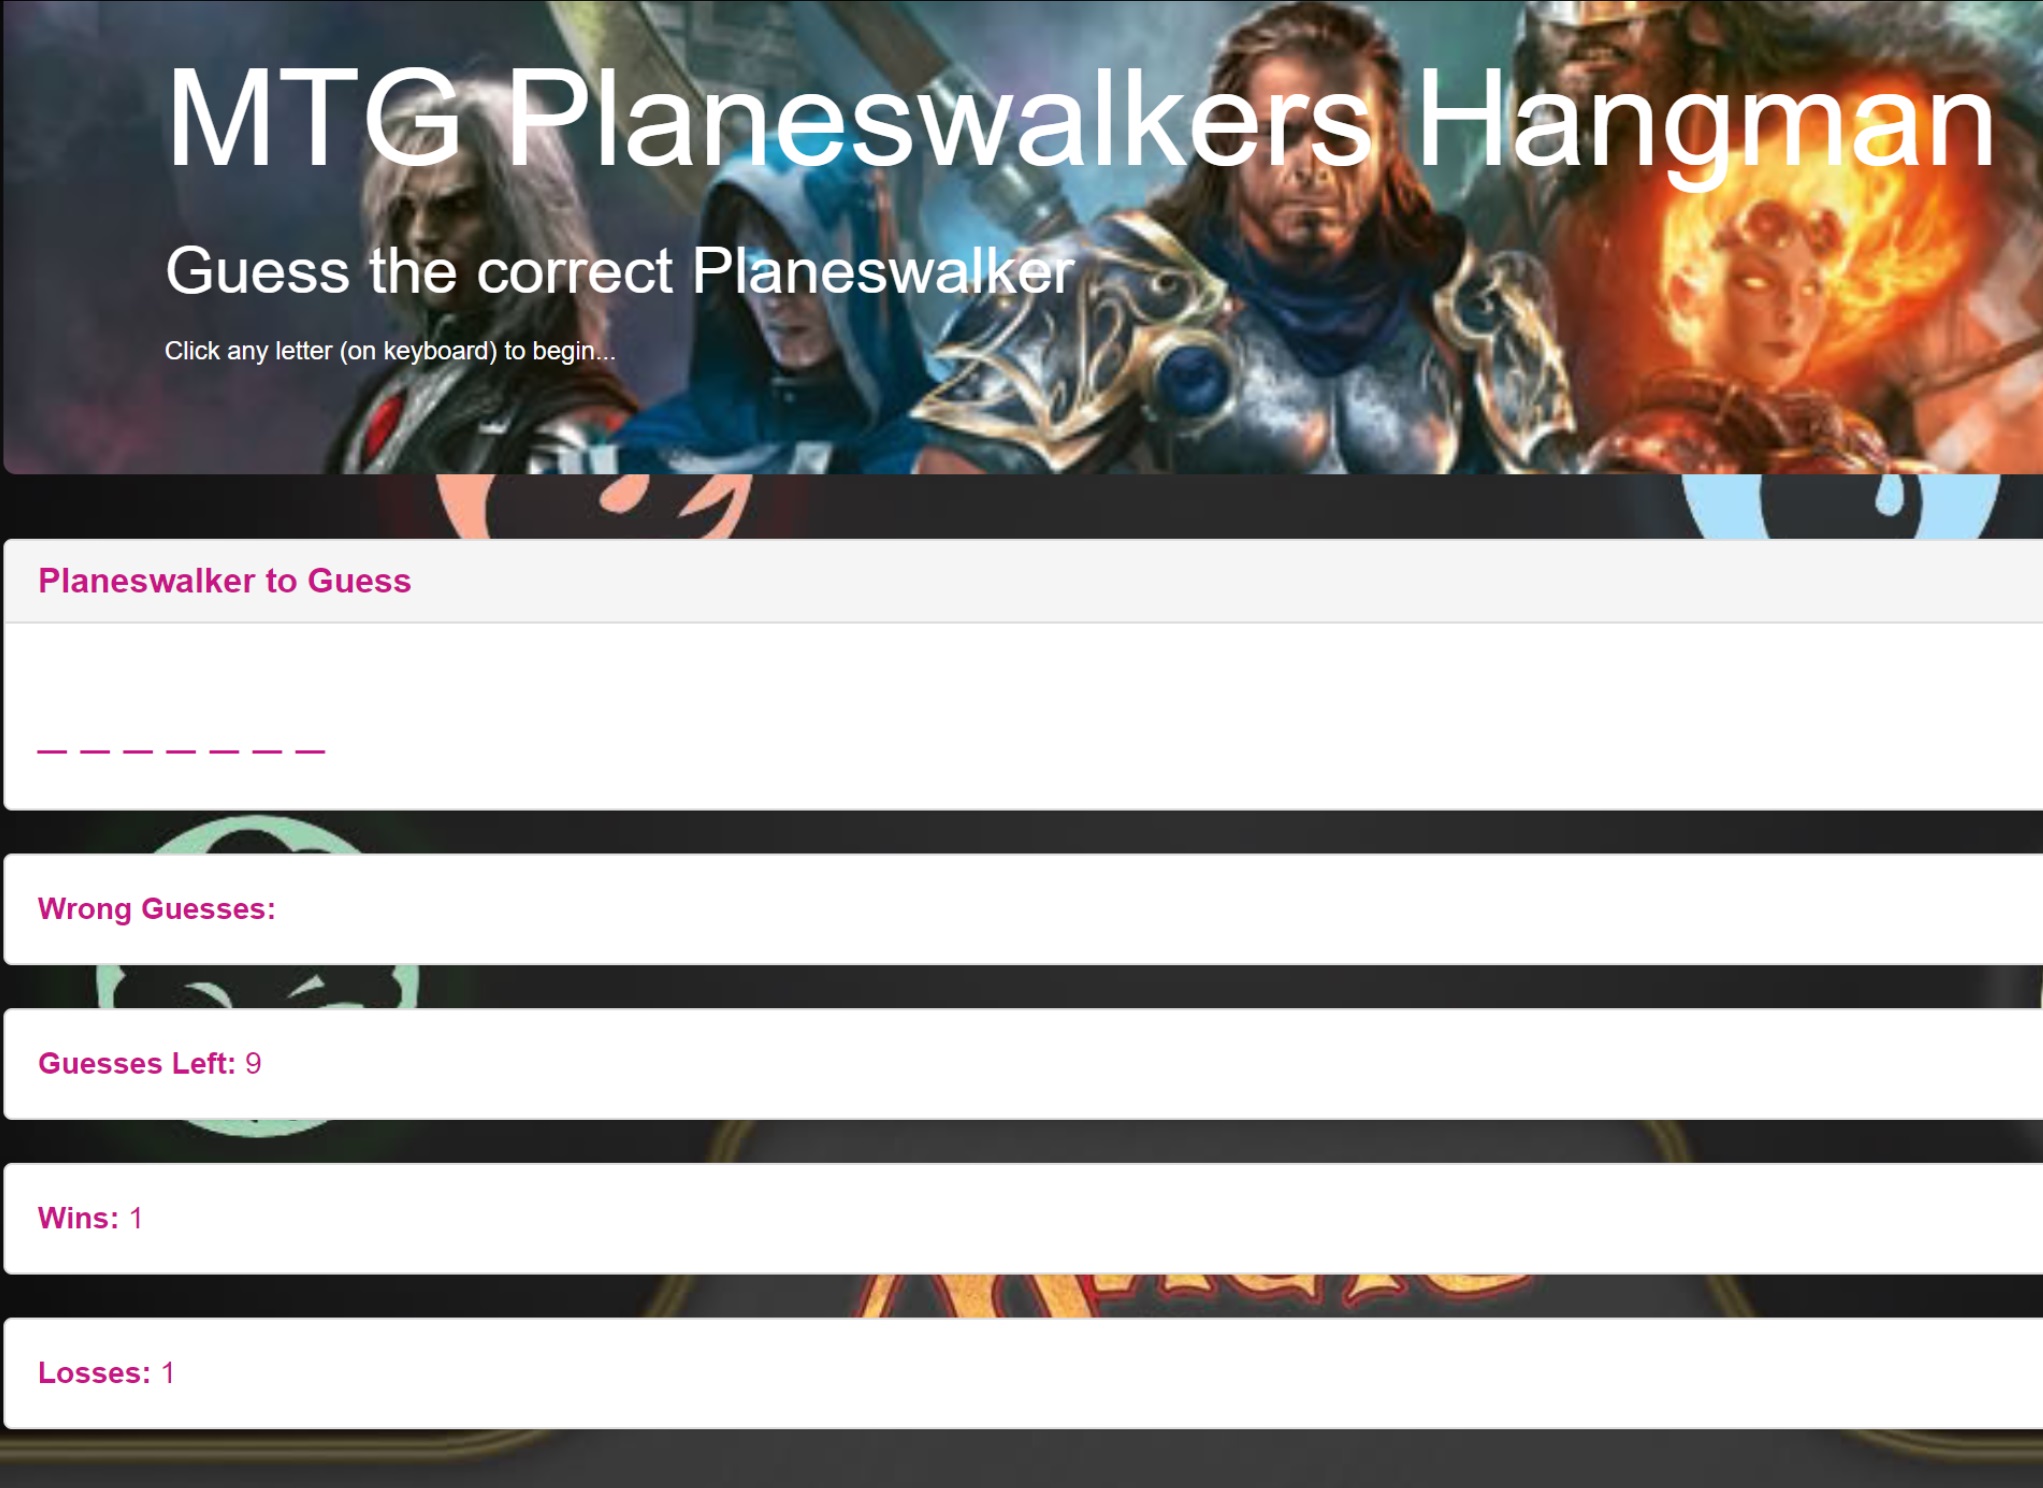 MTG Planeswalkers Hangman
Guess the correct Planeswalker
Click any letter (on keyboard) to begin...
Planeswalker to Guess
_ _ _ _ _ _ _
Wrong Guesses:
Guesses Left: 9
Wins: 1
Losses: 1